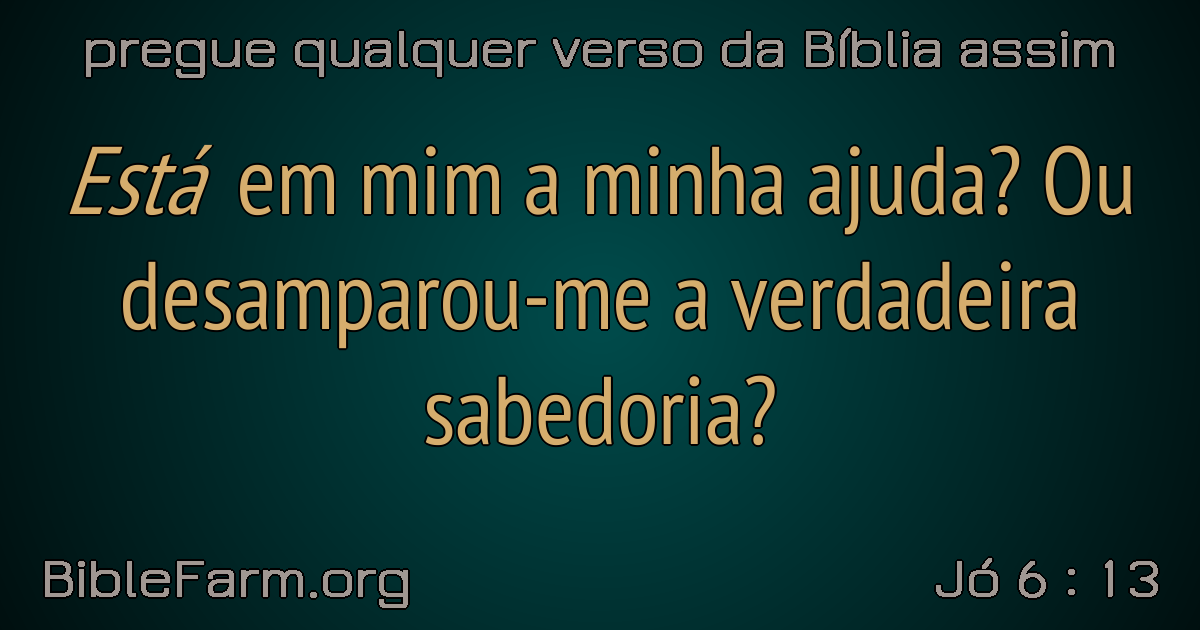 pregue qualquer verso da Bíblia assim
Está em mim a minha ajuda? Ou
desamparou-me a verdadeira
sabedoria?
BibleFarm.org
Jó 6 : 13